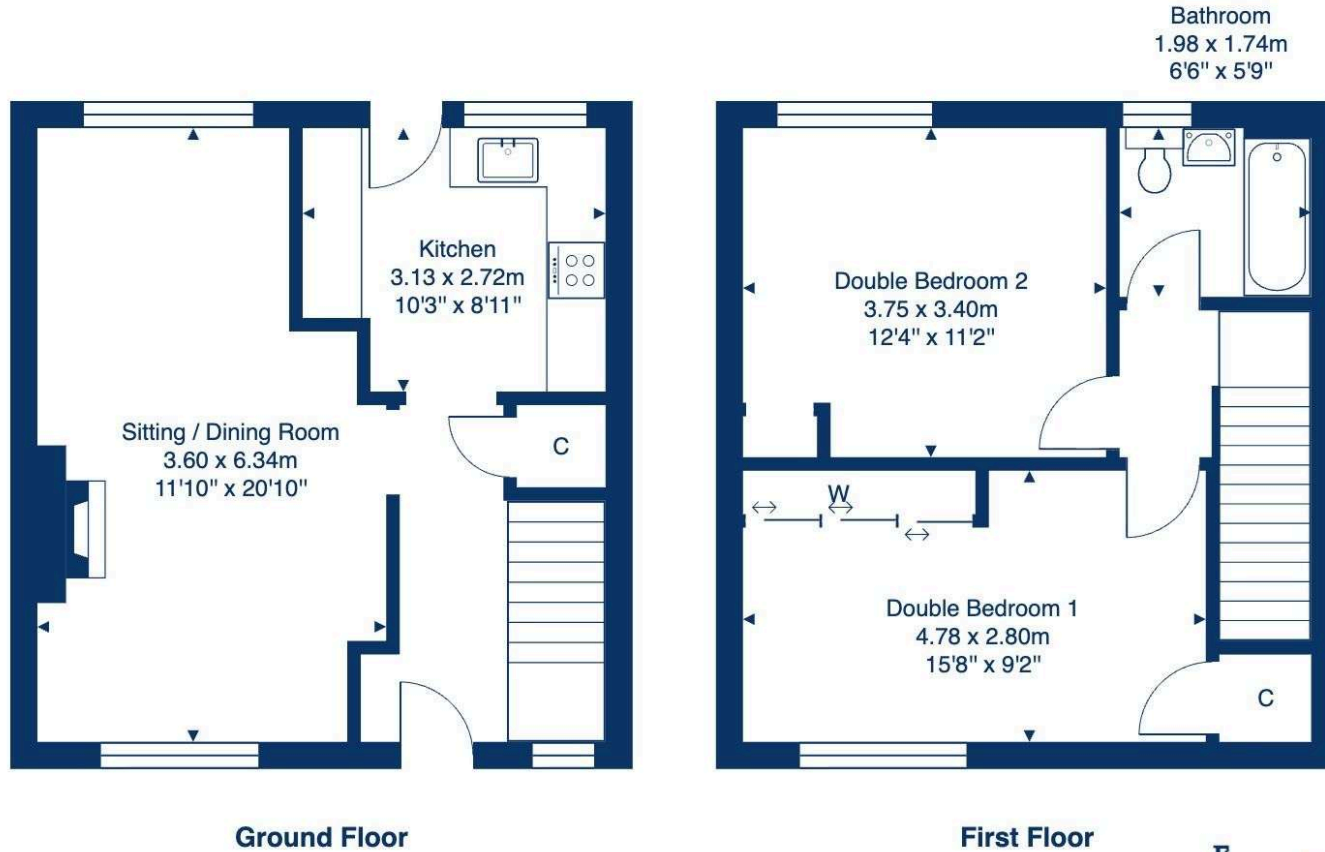 Bathroom
1.98 x 1.74m
6'6" x 5'9"
Kitchen
3.13 x 2.72m
10'3" x 8'11"
Sitting / Dining Room
3.60 x 6.34m
11'10" x 20'10"
C
Double Bedroom 2
3.75 x 3.40m
12'4" x 11'2"
W
Double Bedroom 1
4.78 x 2.80m
15'8" x 9'2"
C
Ground Floor
First Floor